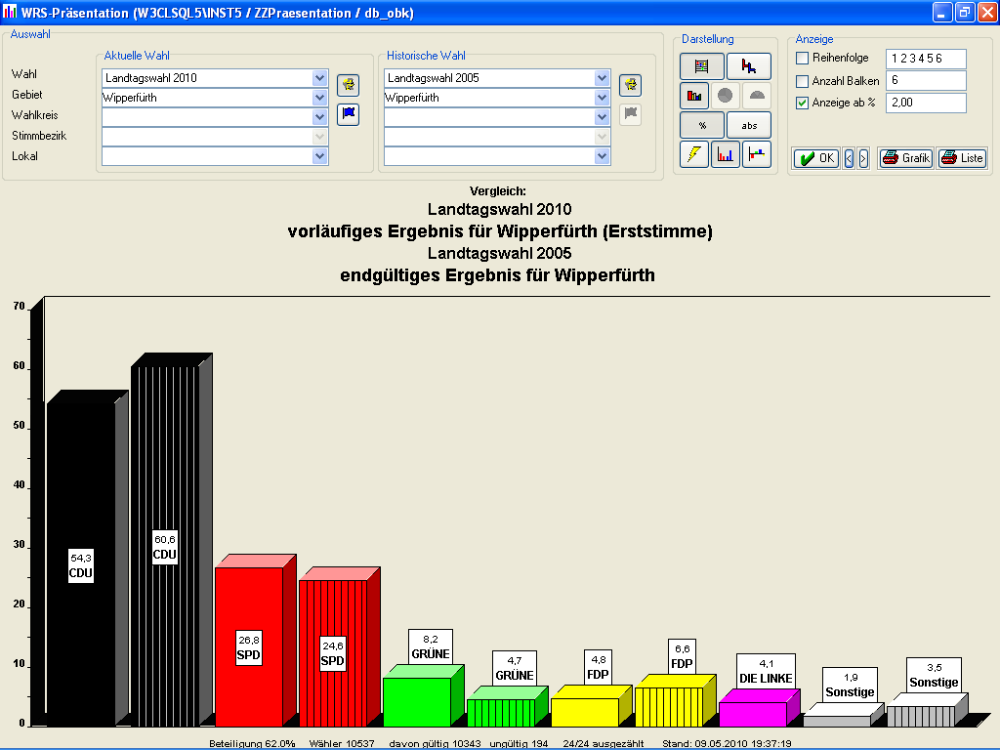 WRS-Präsentation (W3CLSQL5\INST5 / ZZPraesentation / db_obk)
Auswahl
Aktuelle Wahl
Historische Wahl
Darstellung
Anzeige
Wahl
Landtagswahl 2010
Landtagswahl 2005
Reihenfolge
1 2 3 4 5 6
Gebiet
Wipperfürth
Wipperfürth
Anzahl Balken
6
Wahlkreis
Anzeige ab %
2,00
Stimmbezirk
% abs
Lokal
OK < > Grafik Liste
Vergleich:
Landtagswahl 2010
vorläufiges Ergebnis für Wipperfürth (Erststimme)
Landtagswahl 2005
endgültiges Ergebnis für Wipperfürth
70
60
50
40
30
20
10
0
54,3
CDU
60,6
CDU
26,8
SPD
24,6
SPD
8,2
GRÜNE
4,7
GRÜNE
4,8
FDP
6,6
FDP
4,1
DIE LINKE
1,9
Sonstige
3,5
Sonstige
Beteiligung 62.0% Wähler 10537 davon gültig 10343 ungültig 194 24/24 ausgezählt Stand: 09.05.2010 19:37:19